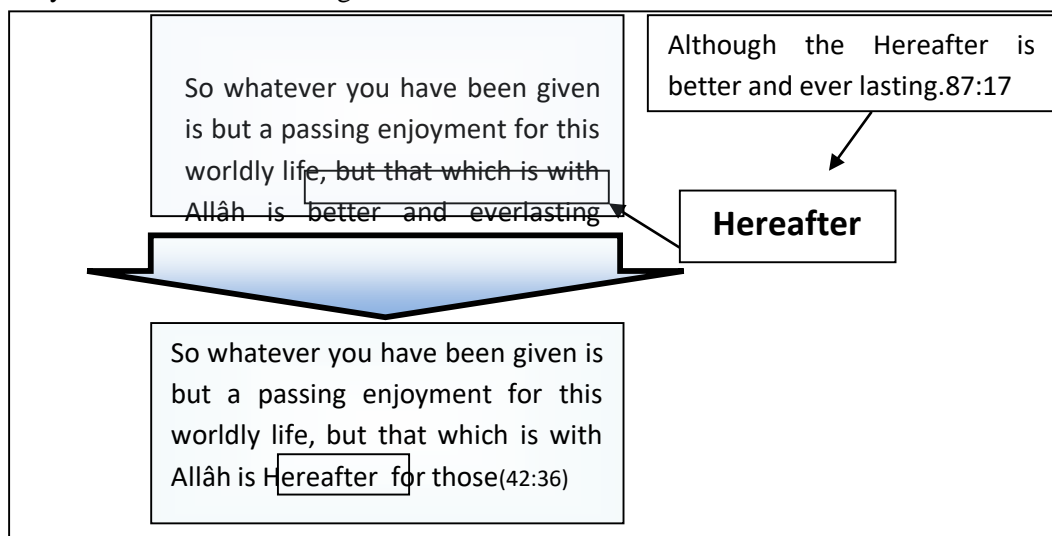 So whatever you have been given
is but a passing enjoyment for this
worldly life, but that which is with
Allâh is better and everlasting
Although the Hereafter is
better and ever lasting.87:17
Hereafter
So whatever you have been given is
but a passing enjoyment for this
worldly life, but that which is with
Allâh is Hereafter for those(42:36)